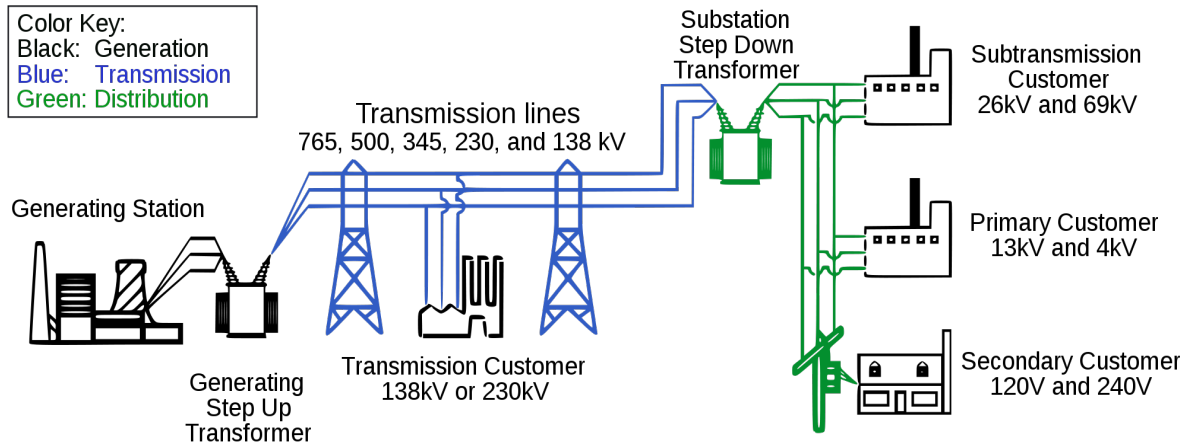 Color Key:
Black: Generation
Blue: Transmission
Green: Distribution
Substation
Step Down
Transformer
Subtransmission
Customer
26kV and 69kV
Transmission lines
765, 500, 345, 230, and 138 kV
Generating Station
Primary Customer
13kV and 4kV
Transmission Customer
138kV or 230kV
Generating
Step Up
Transformer
Secondary Customer
120V and 240V